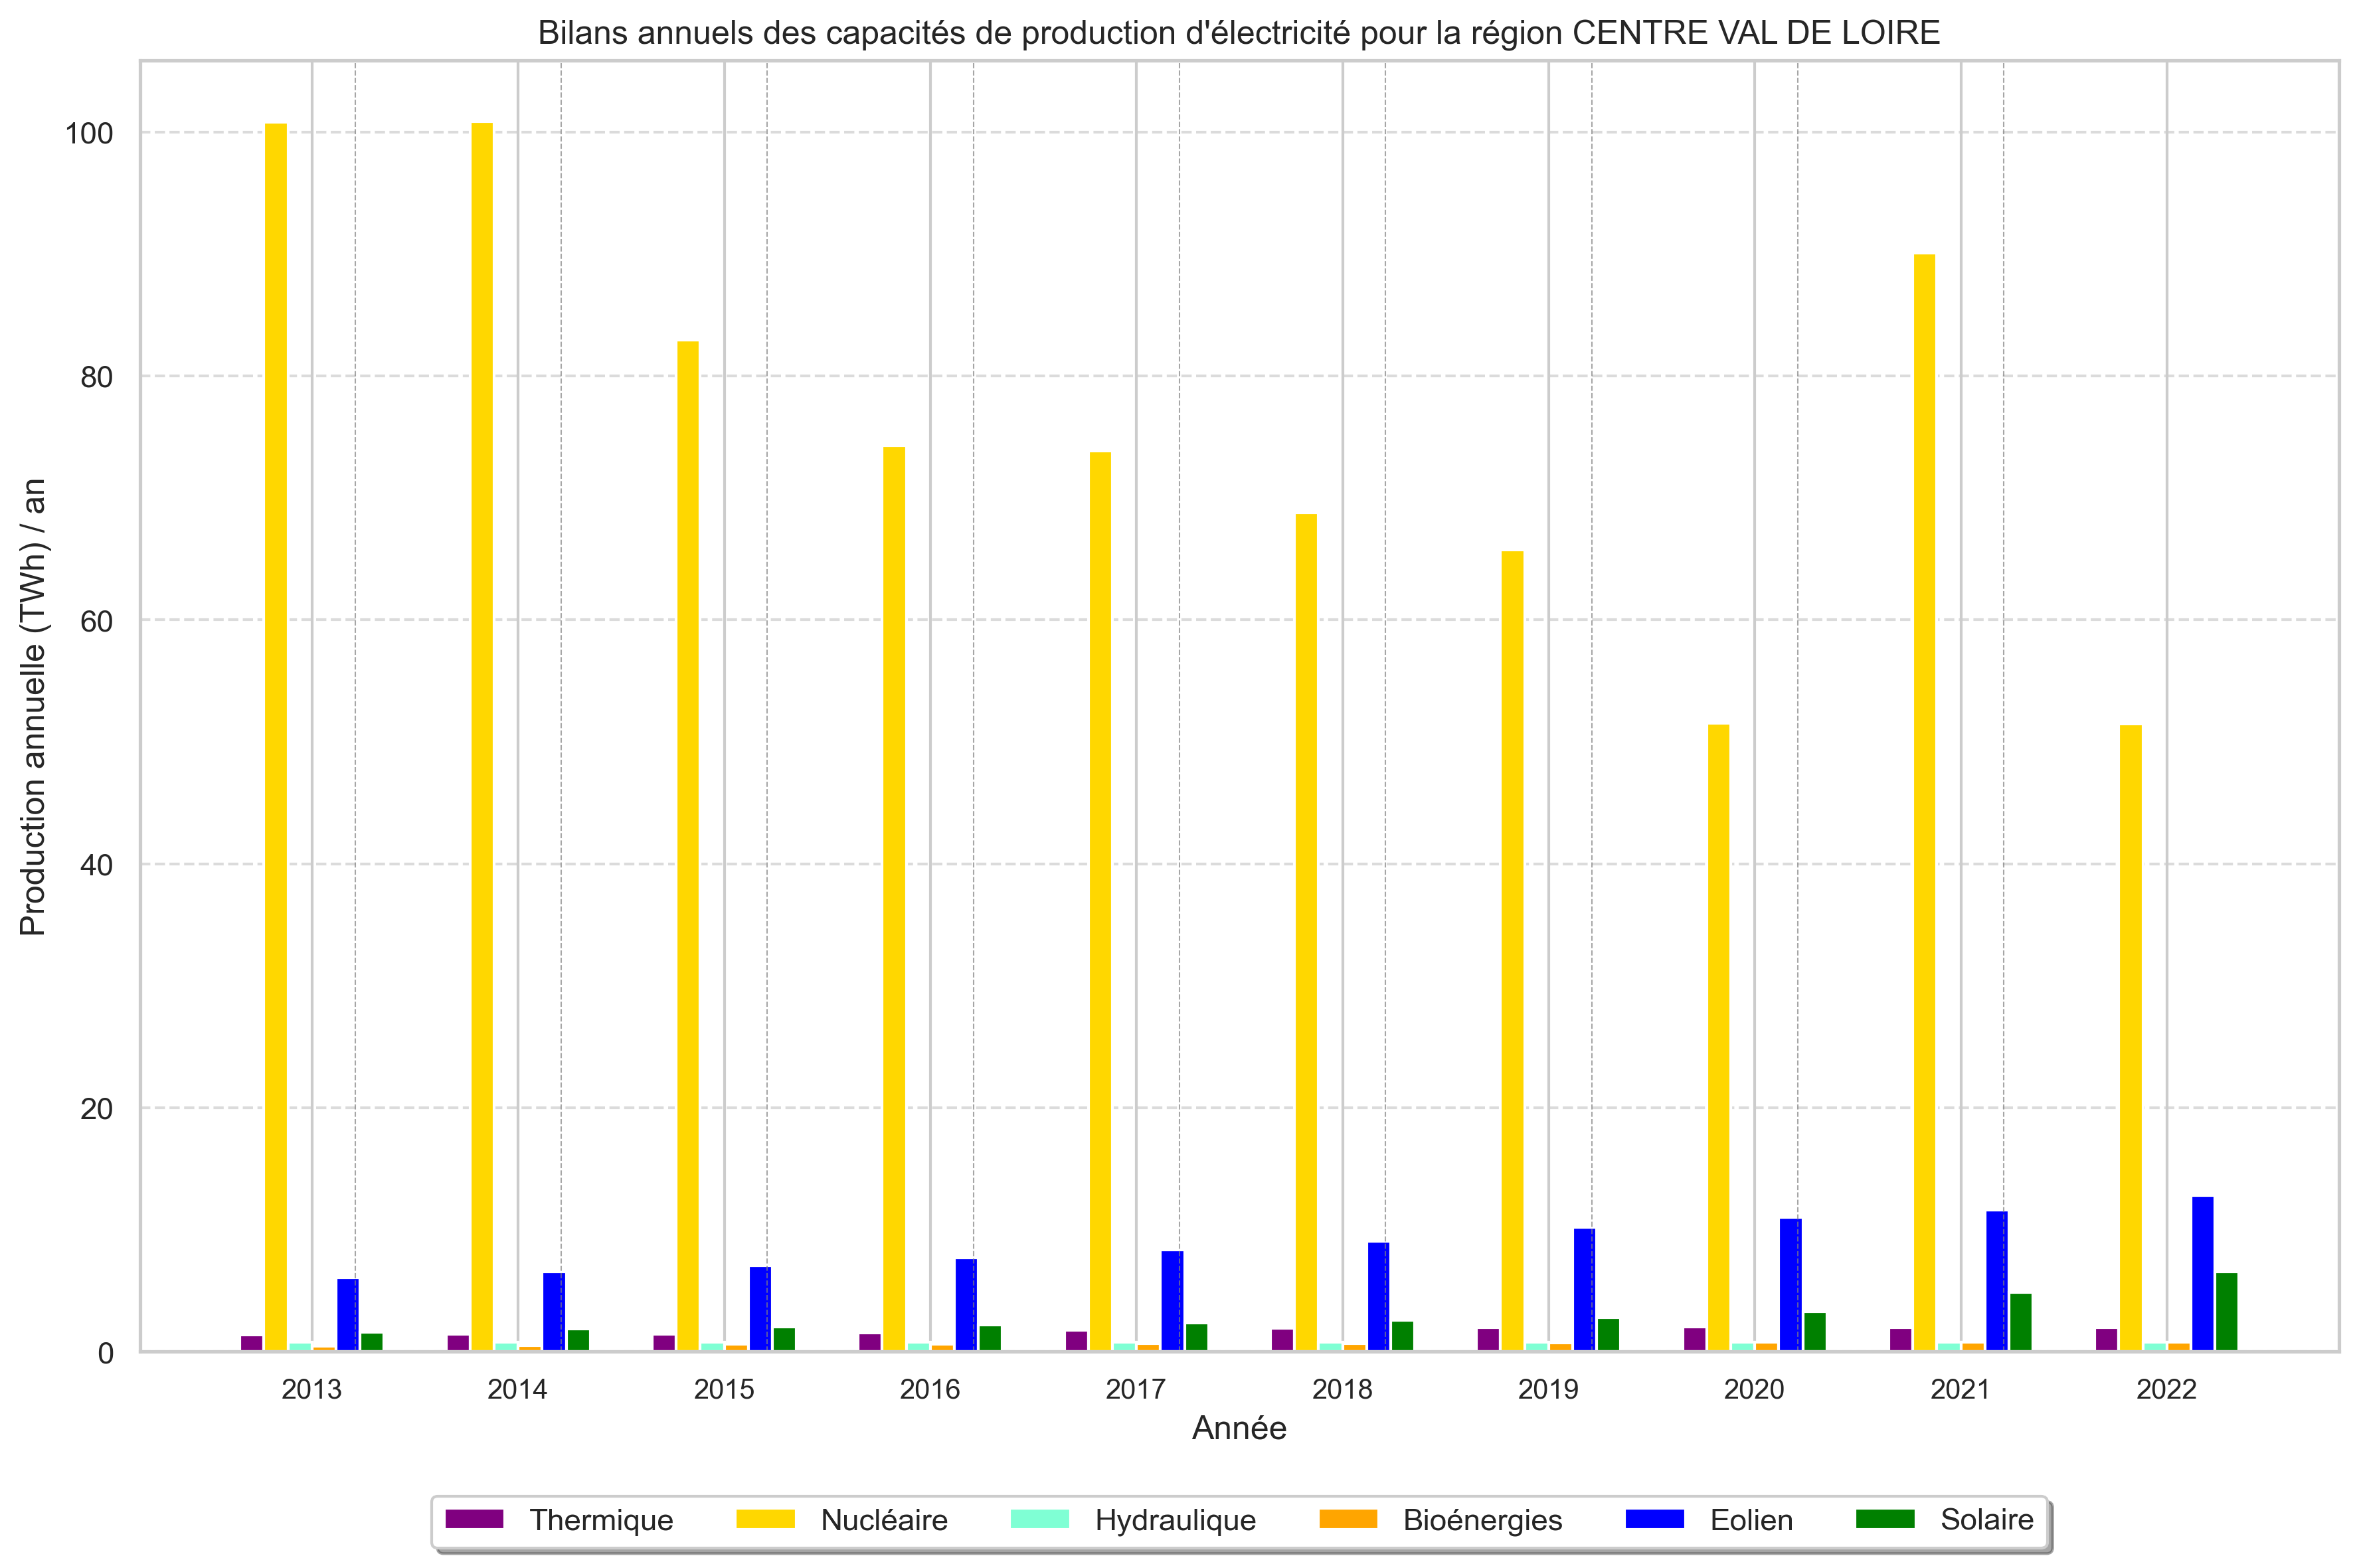 Bilans annuels des capacités de production d'électricité pour la région CENTRE VAL DE LOIRE
Production annuelle (TWh) / an
100
80
60
40
20
0
2013 2014 2015 2016 2017 2018 2019 2020 2021 2022
Année
Thermique Nucléaire Hydraulique Bioénergies Eolien Solaire